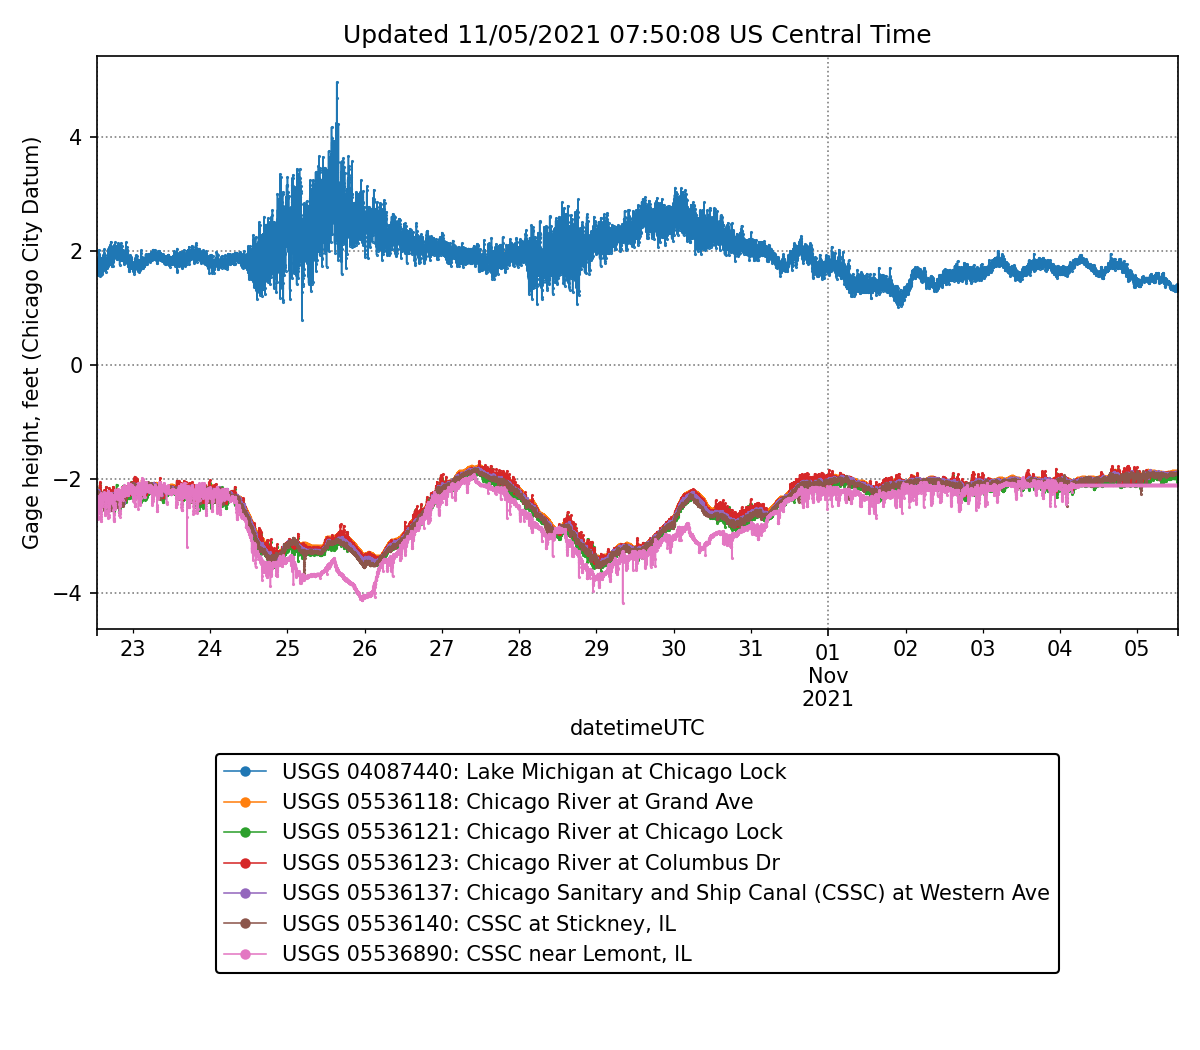 Updated 11/05/2021 07:50:08 US Central Time
Gage height, feet (Chicago City Datum)
4
2
0
−2
−4
23 24 25 26 27 28 29 30 31 01 02 03 04 05
Nov
2021
datetimeUTC
USGS 04087440: Lake Michigan at Chicago Lock
USGS 05536118: Chicago River at Grand Ave
USGS 05536121: Chicago River at Chicago Lock
USGS 05536123: Chicago River at Columbus Dr
USGS 05536137: Chicago Sanitary and Ship Canal (CSSC) at Western Ave
USGS 05536140: CSSC at Stickney, IL
USGS 05536890: CSSC near Lemont, IL